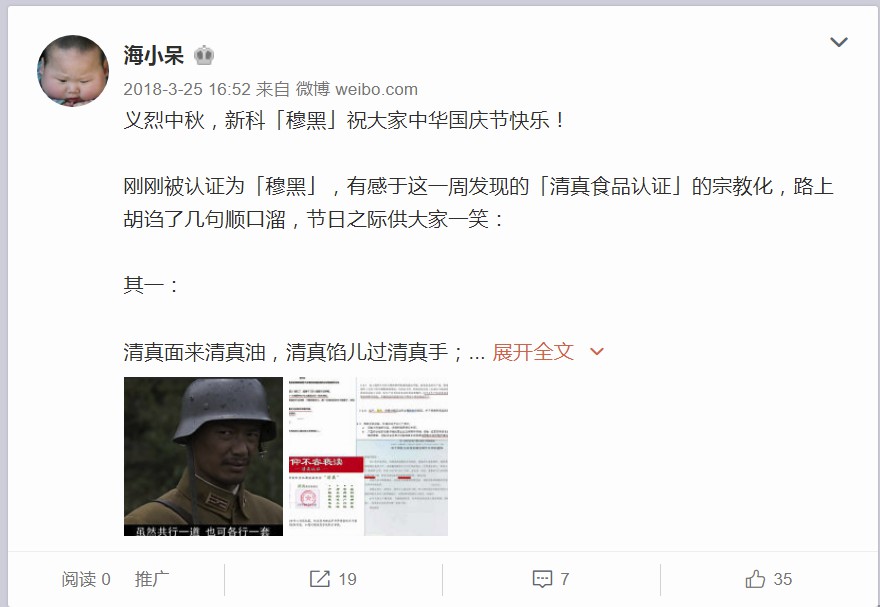 海小呆
2018-3-25 16:52 来自 微博 weibo.com
义烈中秋，新科「穆黑」祝大家中华国庆节快乐！
刚刚被认证为「穆黑」，有感于这一周发现的「清真食品认证」的宗教化，路上
胡诌了几句顺口溜，节日之际供大家一笑：
其一：
清真面来清真油，清真馅儿过清真手；... 展开全文
虽然共行一道 也可各行一套
阅读 0 推广 19 7 35